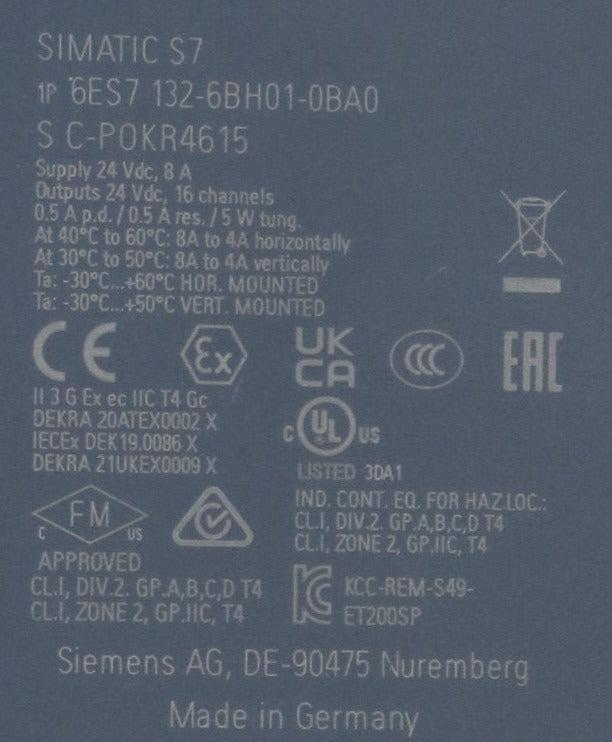 SIMATIC S7
1P 6ES7 132-6BH01-0BA0
S C-P0KR4615
Supply 24 Vdc, 8 A
Outputs 24 Vdc, 16 channels
0.5 A p.d. / 0.5 A res. / 5 W tung.
At 40°C to 60°C: 8A to 4A horizontally
At 30°C to 50°C: 8A to 4A vertically
Ta: -30°C...+60°C HOR. MOUNTED
Ta: -30°C...+50°C VERT. MOUNTED
CE Ex UK CA CCC EAC
II 3 G Ex ec IIC T4 Gc
DEKRA 20ATEX0002 X
IECEx DEK19.0086 X
DEKRA 21UKEX0009 X
c UL US
LISTED 3DA1
IND. CONT. EQ. FOR HAZ.LOC.:
CL.I, DIV.2. GP.A,B,C,D T4
CL.I, ZONE 2, GP.IIC, T4
c FM US
APPROVED
CL.I, DIV.2. GP.A,B,C,D T4
CL.I, ZONE 2, GP.IIC, T4
KCC-REM-S49-
ET200SP
Siemens AG, DE-90475 Nuremberg
Made in Germany